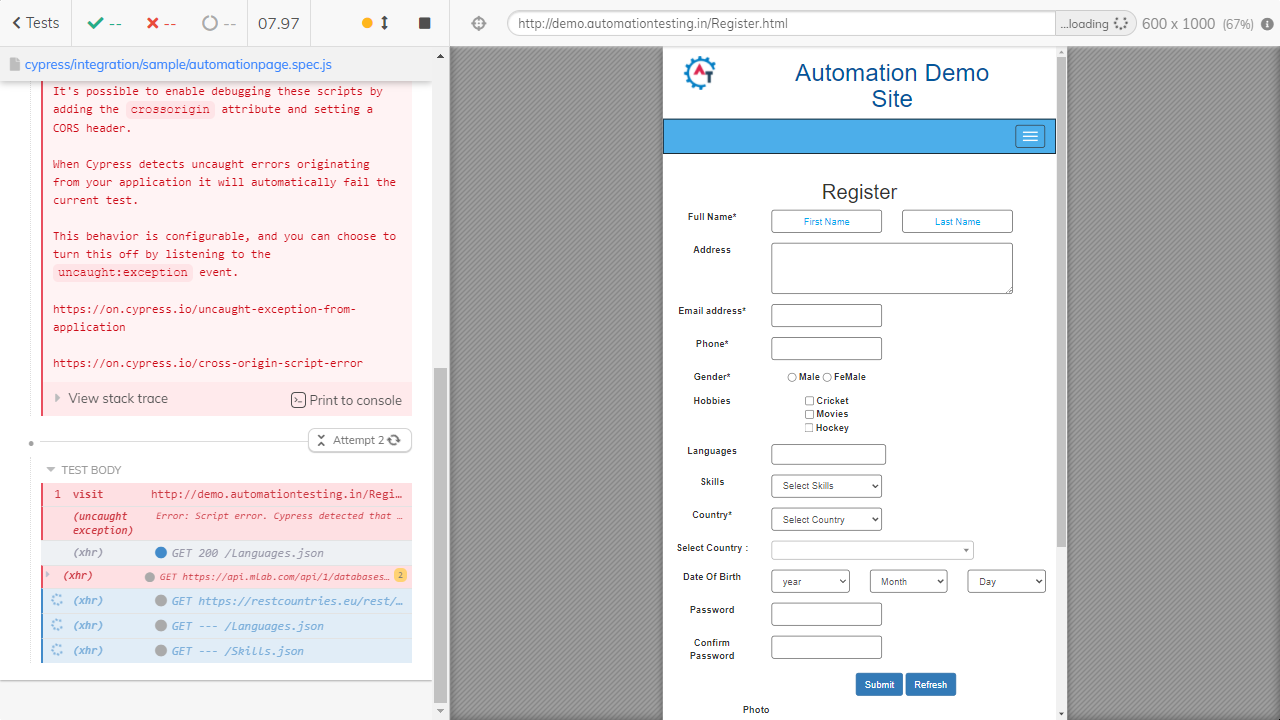 Tests
--
--
--
07.97
http://demo.automationtesting.in/Register.html
...loading
600 x 1000 (67%)
cypress/integration/sample/automationpage.spec.js
It's possible to enable debugging these scripts by
adding the crossorigin attribute and setting a
CORS header.
When Cypress detects uncaught errors originating
from your application it will automatically fail the
current test.
This behavior is configurable, and you can choose to
turn this off by listening to the
uncaught:exception event.
https://on.cypress.io/uncaught-exception-from-
application
https://on.cypress.io/cross-origin-script-error
View stack trace
Print to console
Attempt 2
TEST BODY
1 visit http://demo.automationtesting.in/Regi...
(uncaught
exception) Error: Script error. Cypress detected that ...
(xhr) GET 200 /Languages.json
(xhr) GET https://api.mlab.com/api/1/databases... 2
(xhr) GET https://restcountries.eu/rest/...
(xhr) GET --- /Languages.json
(xhr) GET --- /Skills.json
AT
Automation Demo
Site
Register
Full Name* First Name Last Name
Address
Email address*
Phone*
Gender* Male FeMale
Hobbies Cricket
Movies
Hockey
Languages
Skills Select Skills
Country* Select Country
Select Country :
Date Of Birth year Month Day
Password
Confirm
Password
Submit Refresh
Photo